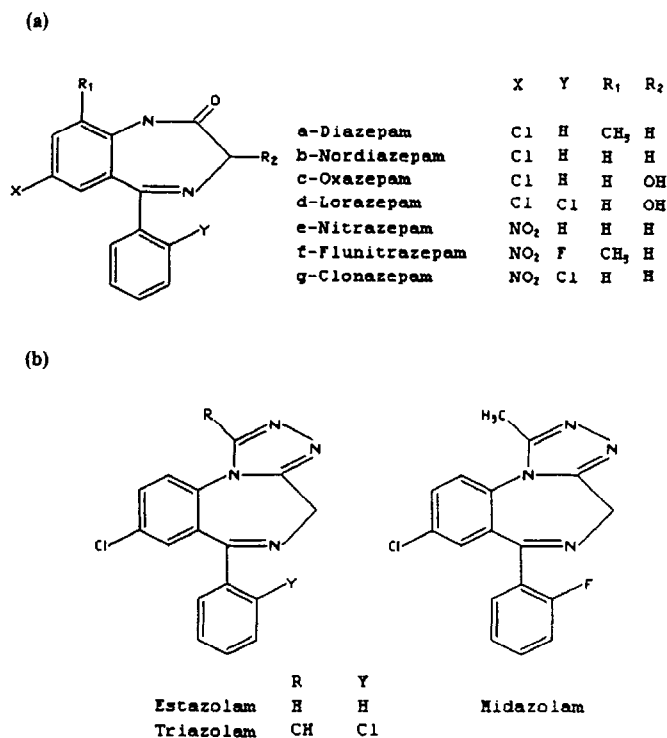 (a)
R1
N
H
O
X
N
R2
Y
X Y R1 R2
a-Diazepam Cl H CH3 H
b-Nordiazepam Cl H H H
c-Oxazepam Cl H H OH
d-Lorazepam Cl Cl H OH
e-Nitrazepam NO2 H H H
f-Flunitrazepam NO2 F CH3 H
g-Clonazepam NO2 Cl H H
(b)
R
N
N
N
Cl
N
Y
H3C
N
N
N
Cl
N
F
R Y
Estazolam H H
Triazolam CH Cl
Midazolam